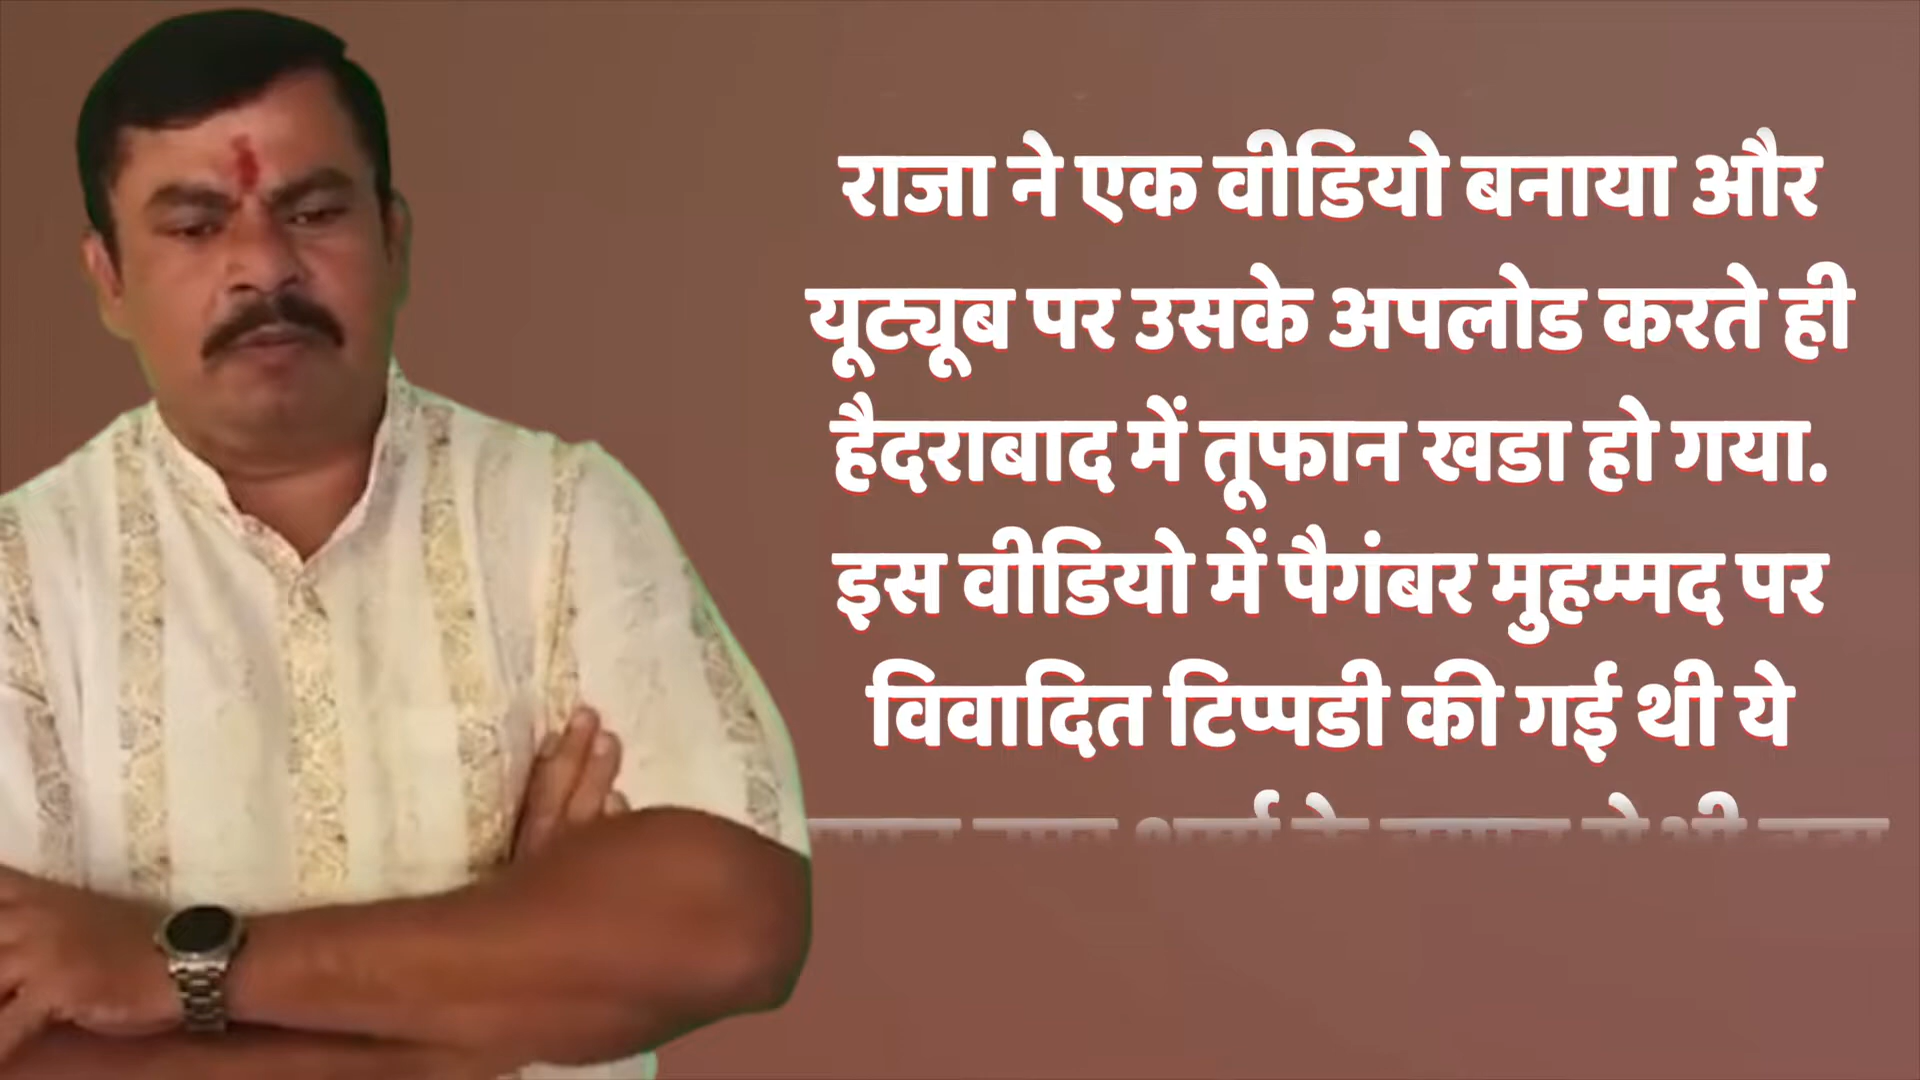 राजा ने एक वीडियो बनाया और
यूट्यूब पर उसके अपलोड करते ही
हैदराबाद में तूफान खडा हो गया.
इस वीडियो में पैगंबर मुहम्मद पर
विवादित टिप्पडी की गई थी ये